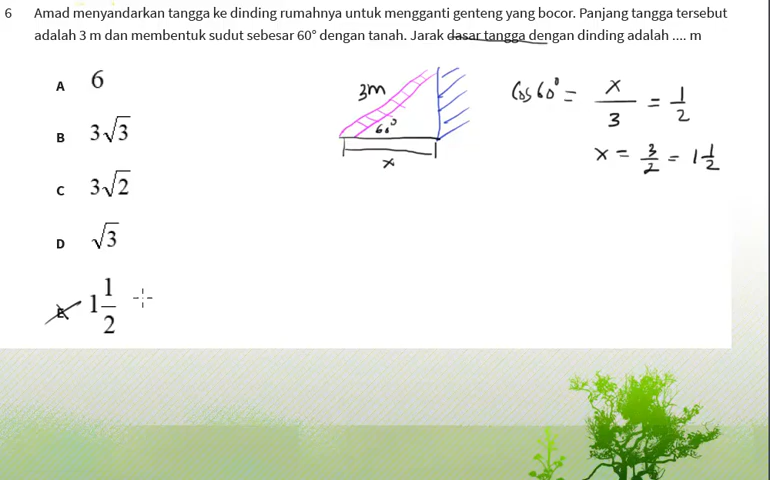 6 Amad menyandarkan tangga ke dinding rumahnya untuk mengganti genteng yang bocor. Panjang tangga tersebut
adalah 3 m dan membentuk sudut sebesar 60° dengan tanah. Jarak dasar tangga dengan dinding adalah .... m
A 6
B 3√3
C 3√2
D √3
E 1 1/2
3m
60°
x
Cos 60° = x/3 = 1/2
x = 3/2 = 1 1/2